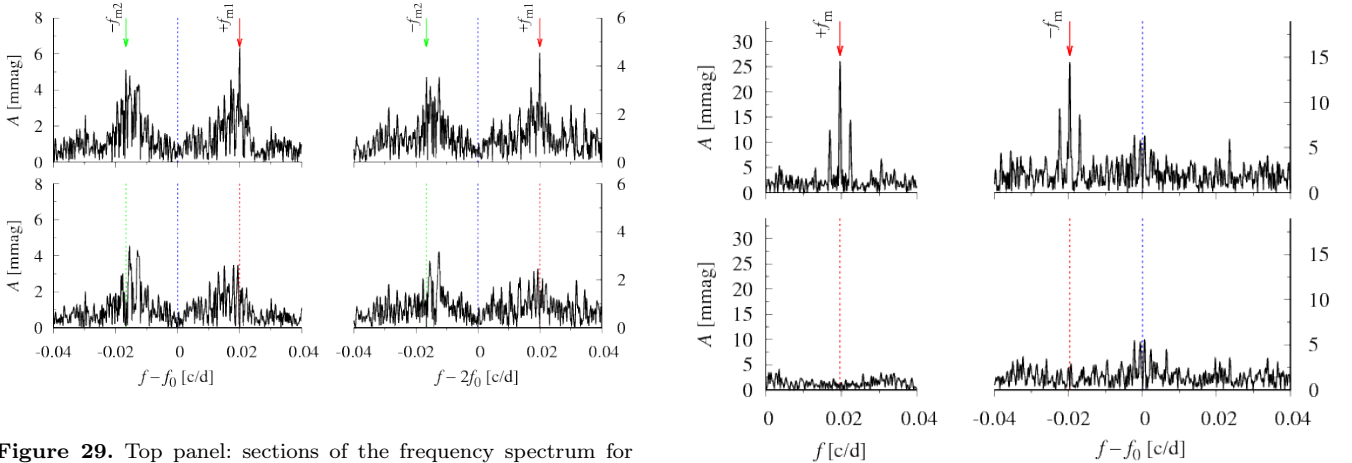 −fm2 +fm1 −fm2 +fm1
8 6
6 4
4 2
2 0
0
A [mmag]
8 6
6 4
4 2
2 0
0
A [mmag]
-0.04 -0.02 0 0.02 0.04 -0.04 -0.02 0 0.02 0.04
f−f0 [c/d] f−2f0 [c/d]
Figure 29. Top panel: sections of the frequency spectrum for
+fm −fm
30 15
25
20 10
15
10 5
5
0 0
A [mmag] A [mmag]
30 15
25
20 10
15
10 5
5
0 0
A [mmag] A [mmag]
0 0.02 0.04 -0.04 -0.02 0 0.02 0.04
f [c/d] f−f0 [c/d]